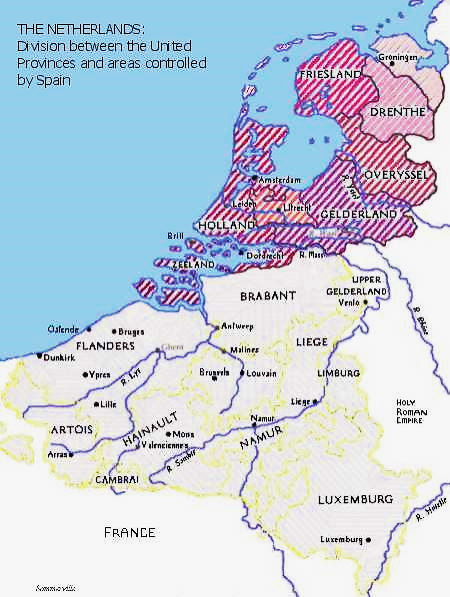 THE NETHERLANDS:
Division between the United
Provinces and areas controlled
by Spain
Groningen
FRIESLAND
DRENTHE
OVERYSSEL
Amsterdam
Leiden
Utrecht
GELDERLAND
HOLLAND
Brill
Dordrecht
R. Maas
ZEELAND
BRABANT
UPPER
GELDERLAND
Venlo
R. Rhine
Ostende
Bruges
Antwerp
FLANDERS
Ghent
Malines
LIEGE
Dunkirk
Ypres
R. Lys
Brussels
Louvain
LIMBURG
Lille
Liege
HOLY
ROMAN
EMPIRE
ARTOIS
HAINAULT
Mons
Namur
NAMUR
Valenciennes
Arras
R. Sambr
CAMBRAI
LUXEMBURG
R. Moselle
FRANCE
Luxemburg